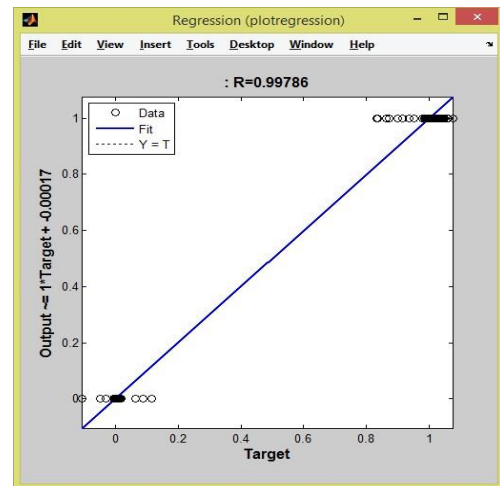 Regression (plotregression)
File Edit View Insert Tools Desktop Window Help
: R=0.99786
Data
Fit
Y = T
Output ~= 1*Target + -0.00017
1
0.8
0.6
0.4
0.2
0
0 0.2 0.4 0.6 0.8 1
Target